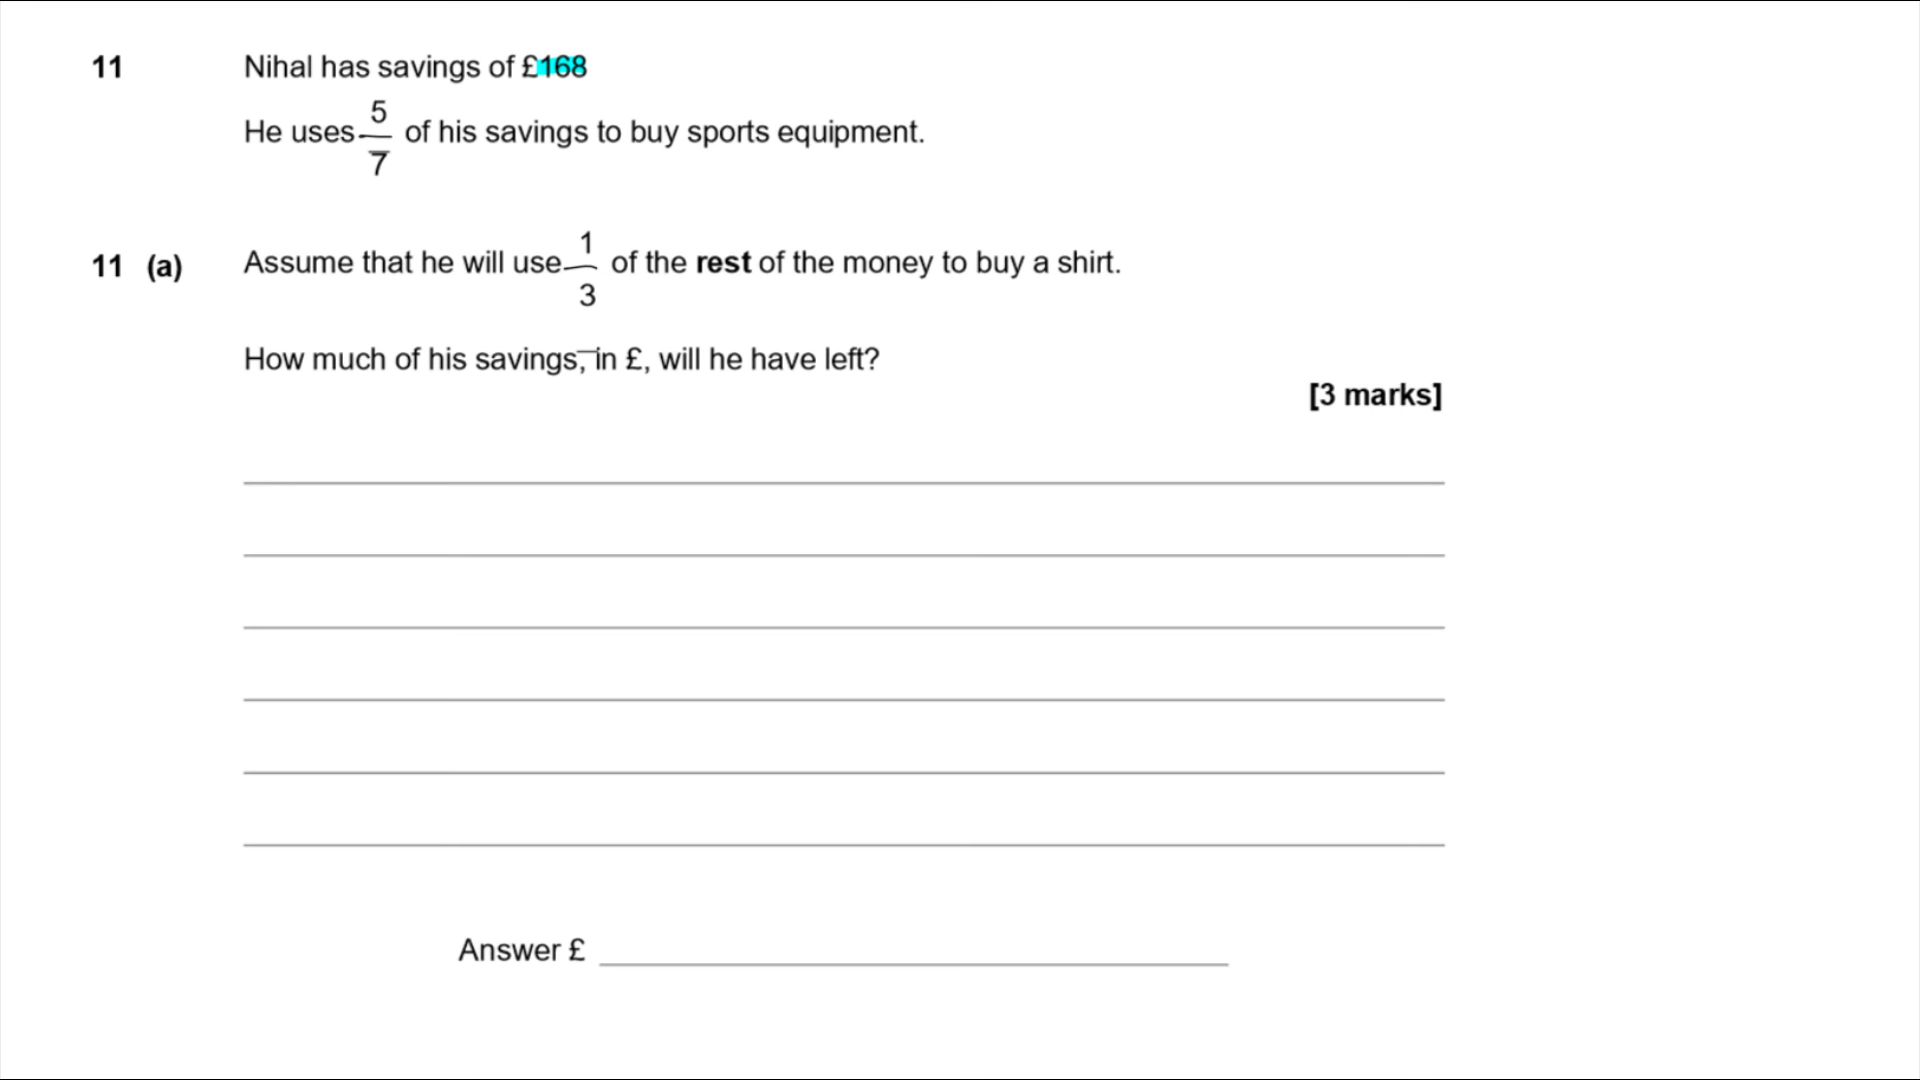 11 Nihal has savings of £168
He uses 5/7 of his savings to buy sports equipment.
11 (a) Assume that he will use 1/3 of the rest of the money to buy a shirt.
How much of his savings, in £, will he have left?
[3 marks]
Answer £